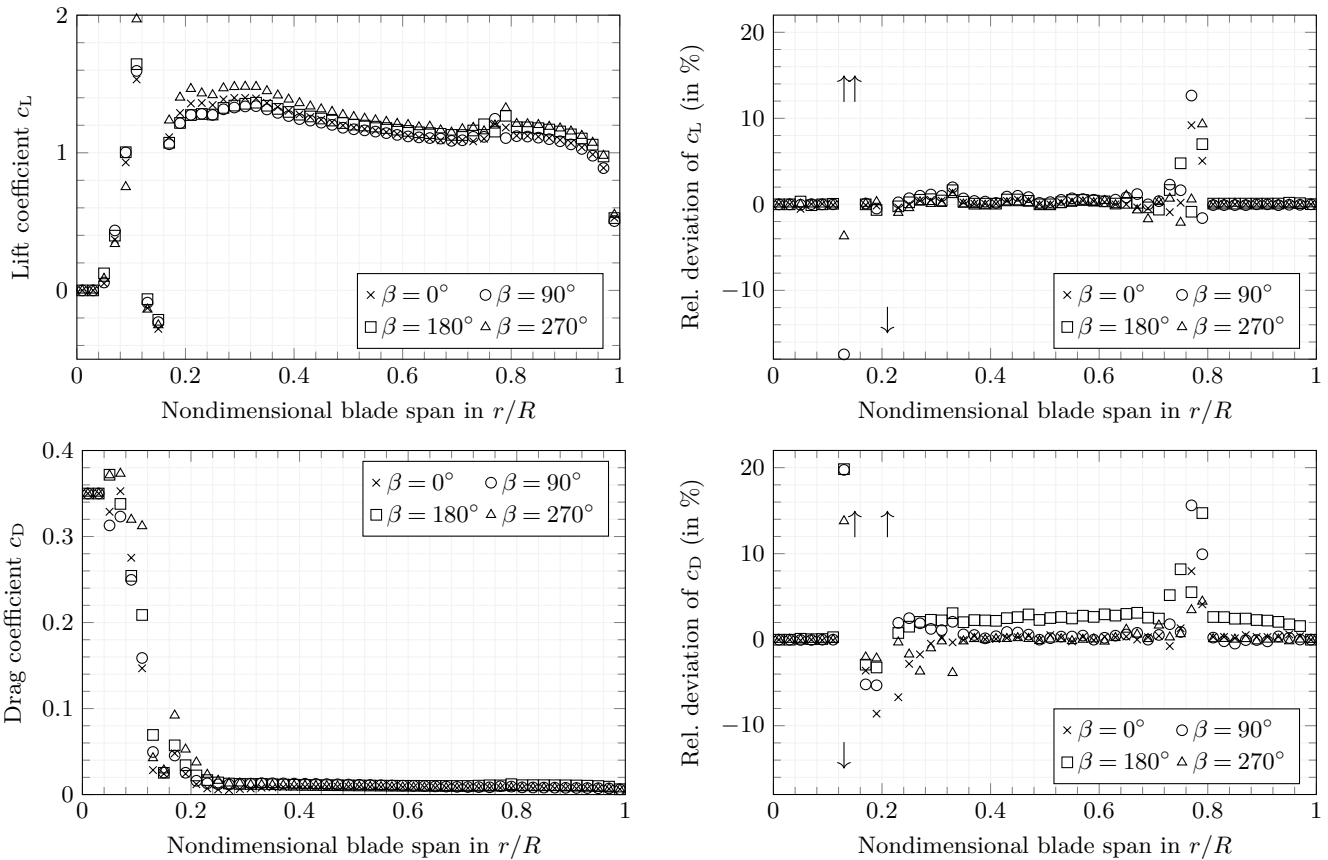 2
1
0
0
0.2
0.4
0.6
0.8
1
Lift coefficient c_L
Nondimensional blade span in r/R
× β = 0° ○ β = 90°
□ β = 180° △ β = 270°
20
10
0
−10
0
0.2
0.4
0.6
0.8
1
Rel. deviation of c_L (in %)
Nondimensional blade span in r/R
× β = 0° ○ β = 90°
□ β = 180° △ β = 270°
0.4
0.3
0.2
0.1
0
0
0.2
0.4
0.6
0.8
1
Drag coefficient c_D
Nondimensional blade span in r/R
× β = 0° ○ β = 90°
□ β = 180° △ β = 270°
20
10
0
−10
0
0.2
0.4
0.6
0.8
1
Rel. deviation of c_D (in %)
Nondimensional blade span in r/R
× β = 0° ○ β = 90°
□ β = 180° △ β = 270°